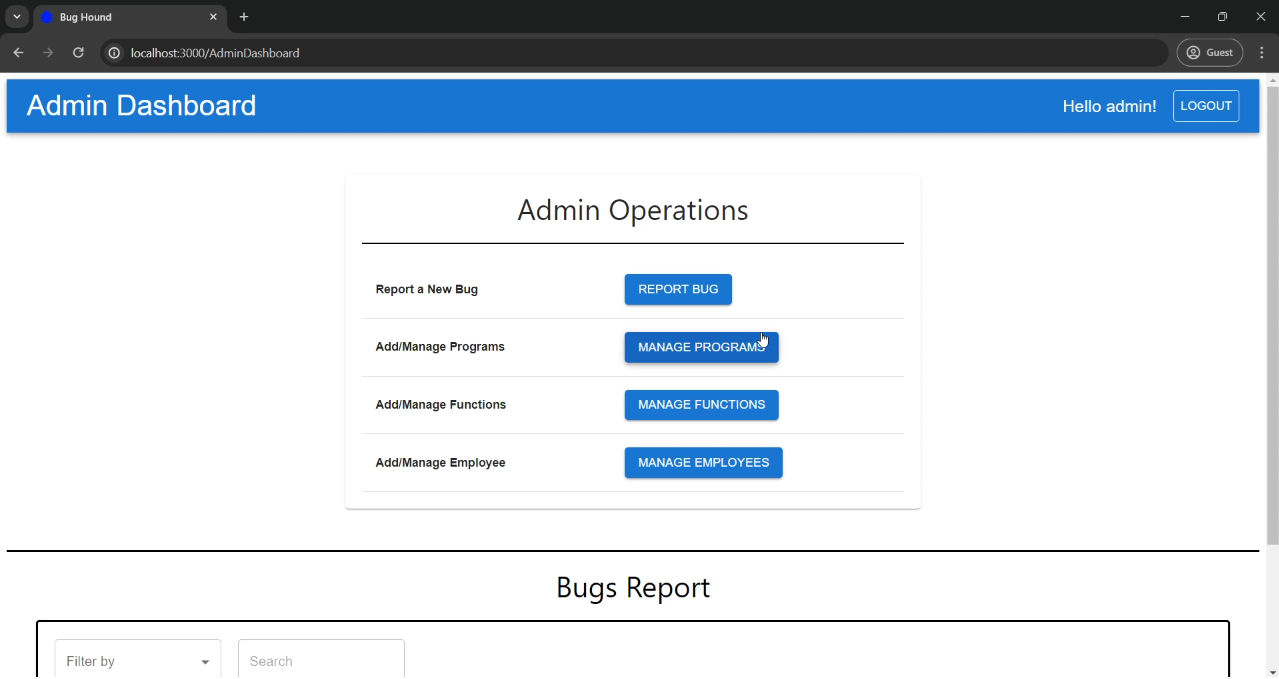 Bug Hound
localhost:3000/AdminDashboard
Guest
Admin Dashboard
Hello admin!
LOGOUT
Admin Operations
Report a New Bug
REPORT BUG
Add/Manage Programs
MANAGE PROGRAMS
Add/Manage Functions
MANAGE FUNCTIONS
Add/Manage Employee
MANAGE EMPLOYEES
Bugs Report
Filter by
Search